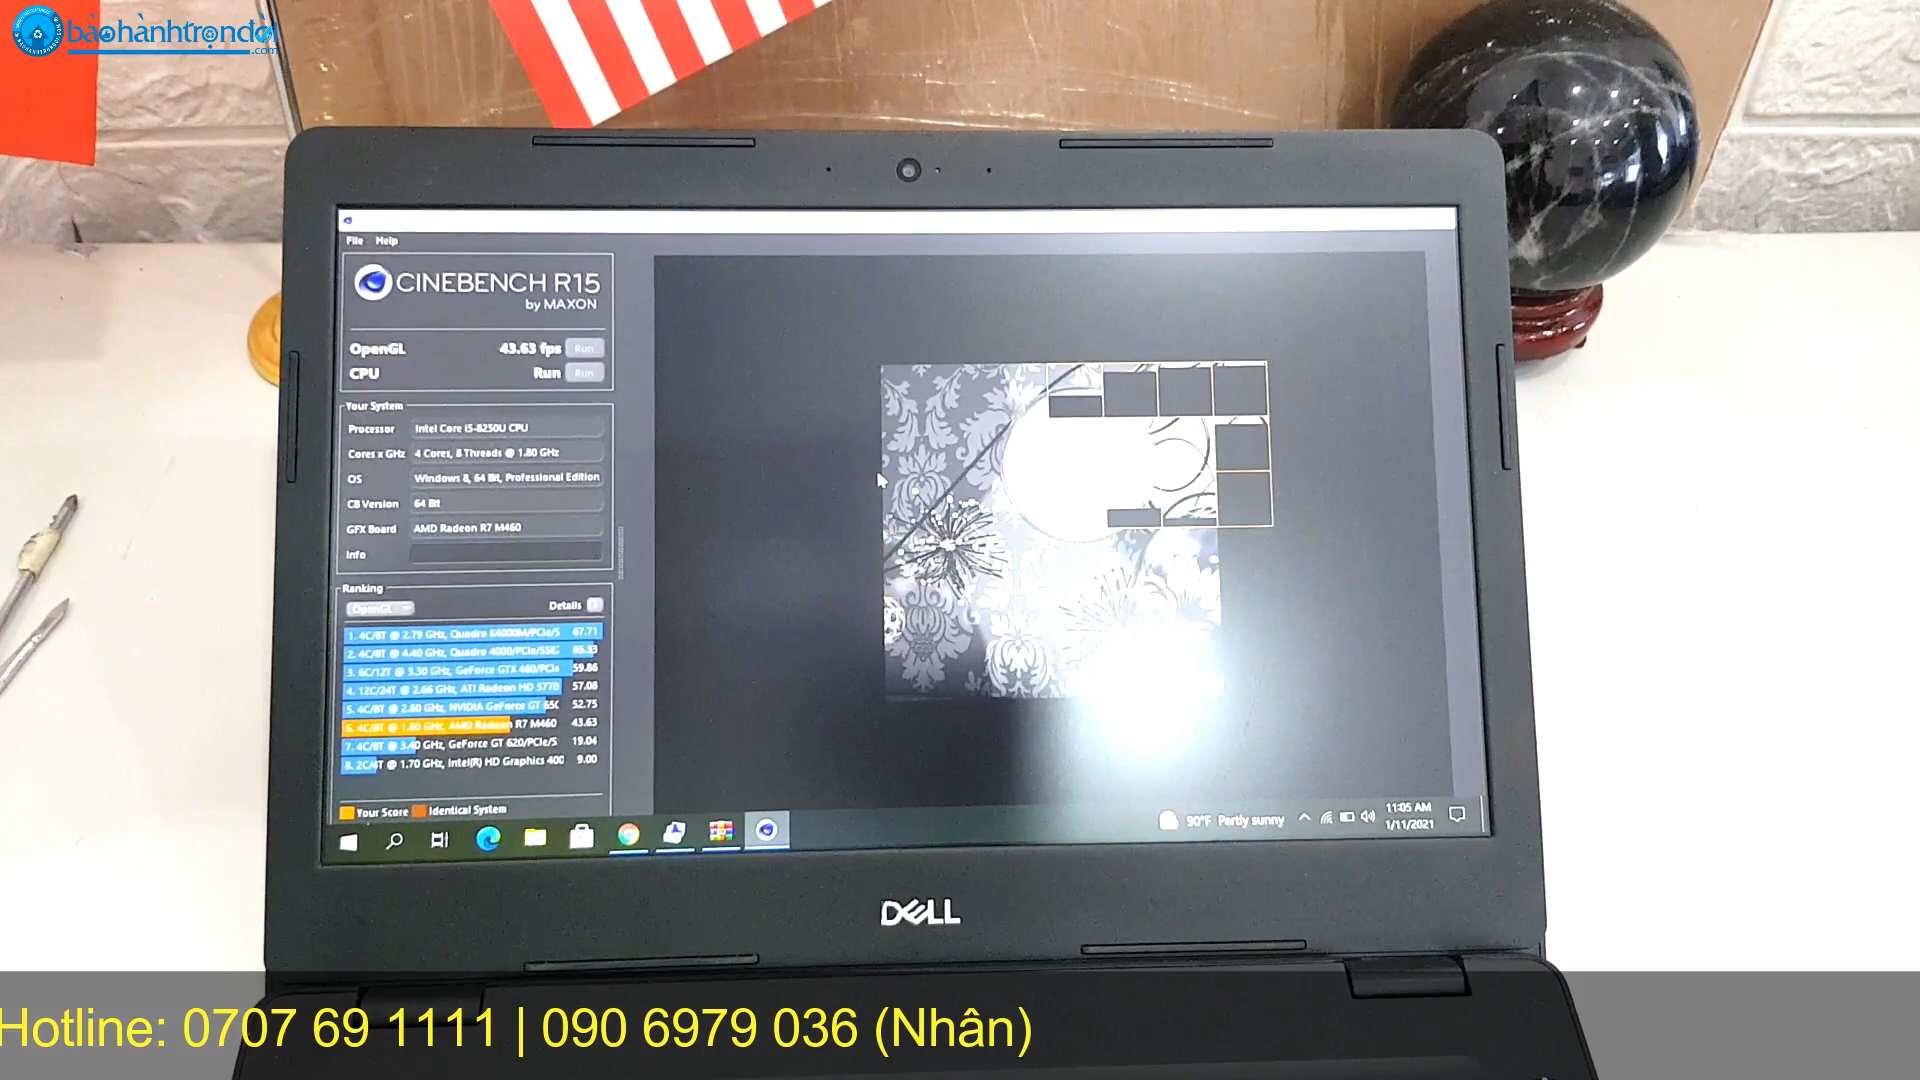 bảohànhtrọnđời
.com
File Help
CINEBENCH R15
by MAXON
OpenGL 43.63 fps Run
CPU Run Run
Your System
Processor Intel Core i5-8250U CPU
Cores x GHz 4 Cores, 8 Threads @ 1.80 GHz
OS Windows 8, 64 Bit, Professional Edition
CB Version 64 Bit
GFX Board AMD Radeon R7 M460
Info
Ranking
OpenGL Details
1. 4C/8T @ 2.79 GHz, Quadro K4000M/PCIe/S 67.71
2. 4C/8T @ 4.40 GHz, Quadro 4000/PCIe/SSE2 65.33
3. 6C/12T @ 3.30 GHz, GeForce GTX 460/PCIe 59.86
4. 12C/24T @ 2.66 GHz, ATI Radeon HD 5770 57.08
5. 4C/8T @ 2.60 GHz, NVIDIA GeForce GT 650 52.75
6. 4C/8T @ 1.80 GHz, AMD Radeon R7 M460 43.63
7. 4C/8T @ 3.40 GHz, GeForce GT 620/PCIe/S 19.04
8. 2C/4T @ 1.70 GHz, Intel(R) HD Graphics 400 9.00
Your Score Identical System
90°F Partly sunny
11:05 AM
1/11/2021
DELL
Hotline: 0707 69 1111 | 090 6979 036 (Nhân)